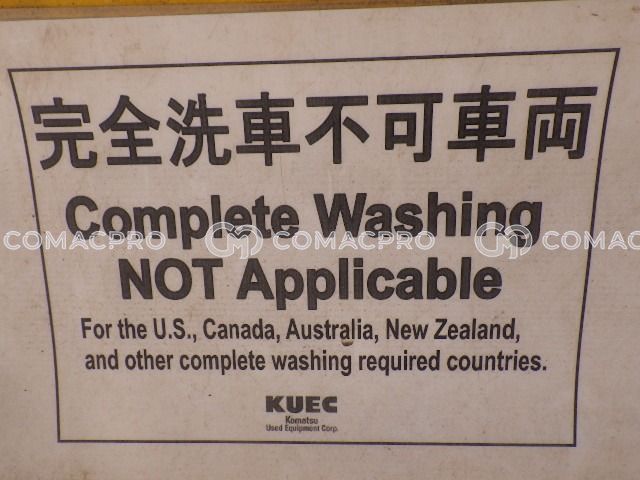 完全洗車不可車両
Complete Washing
COMACPRO COMACPRO COMACPRO
NOT Applicable
For the U.S., Canada, Australia, New Zealand,
and other complete washing required countries.
KUEC
Komatsu
Used Equipment Corp.